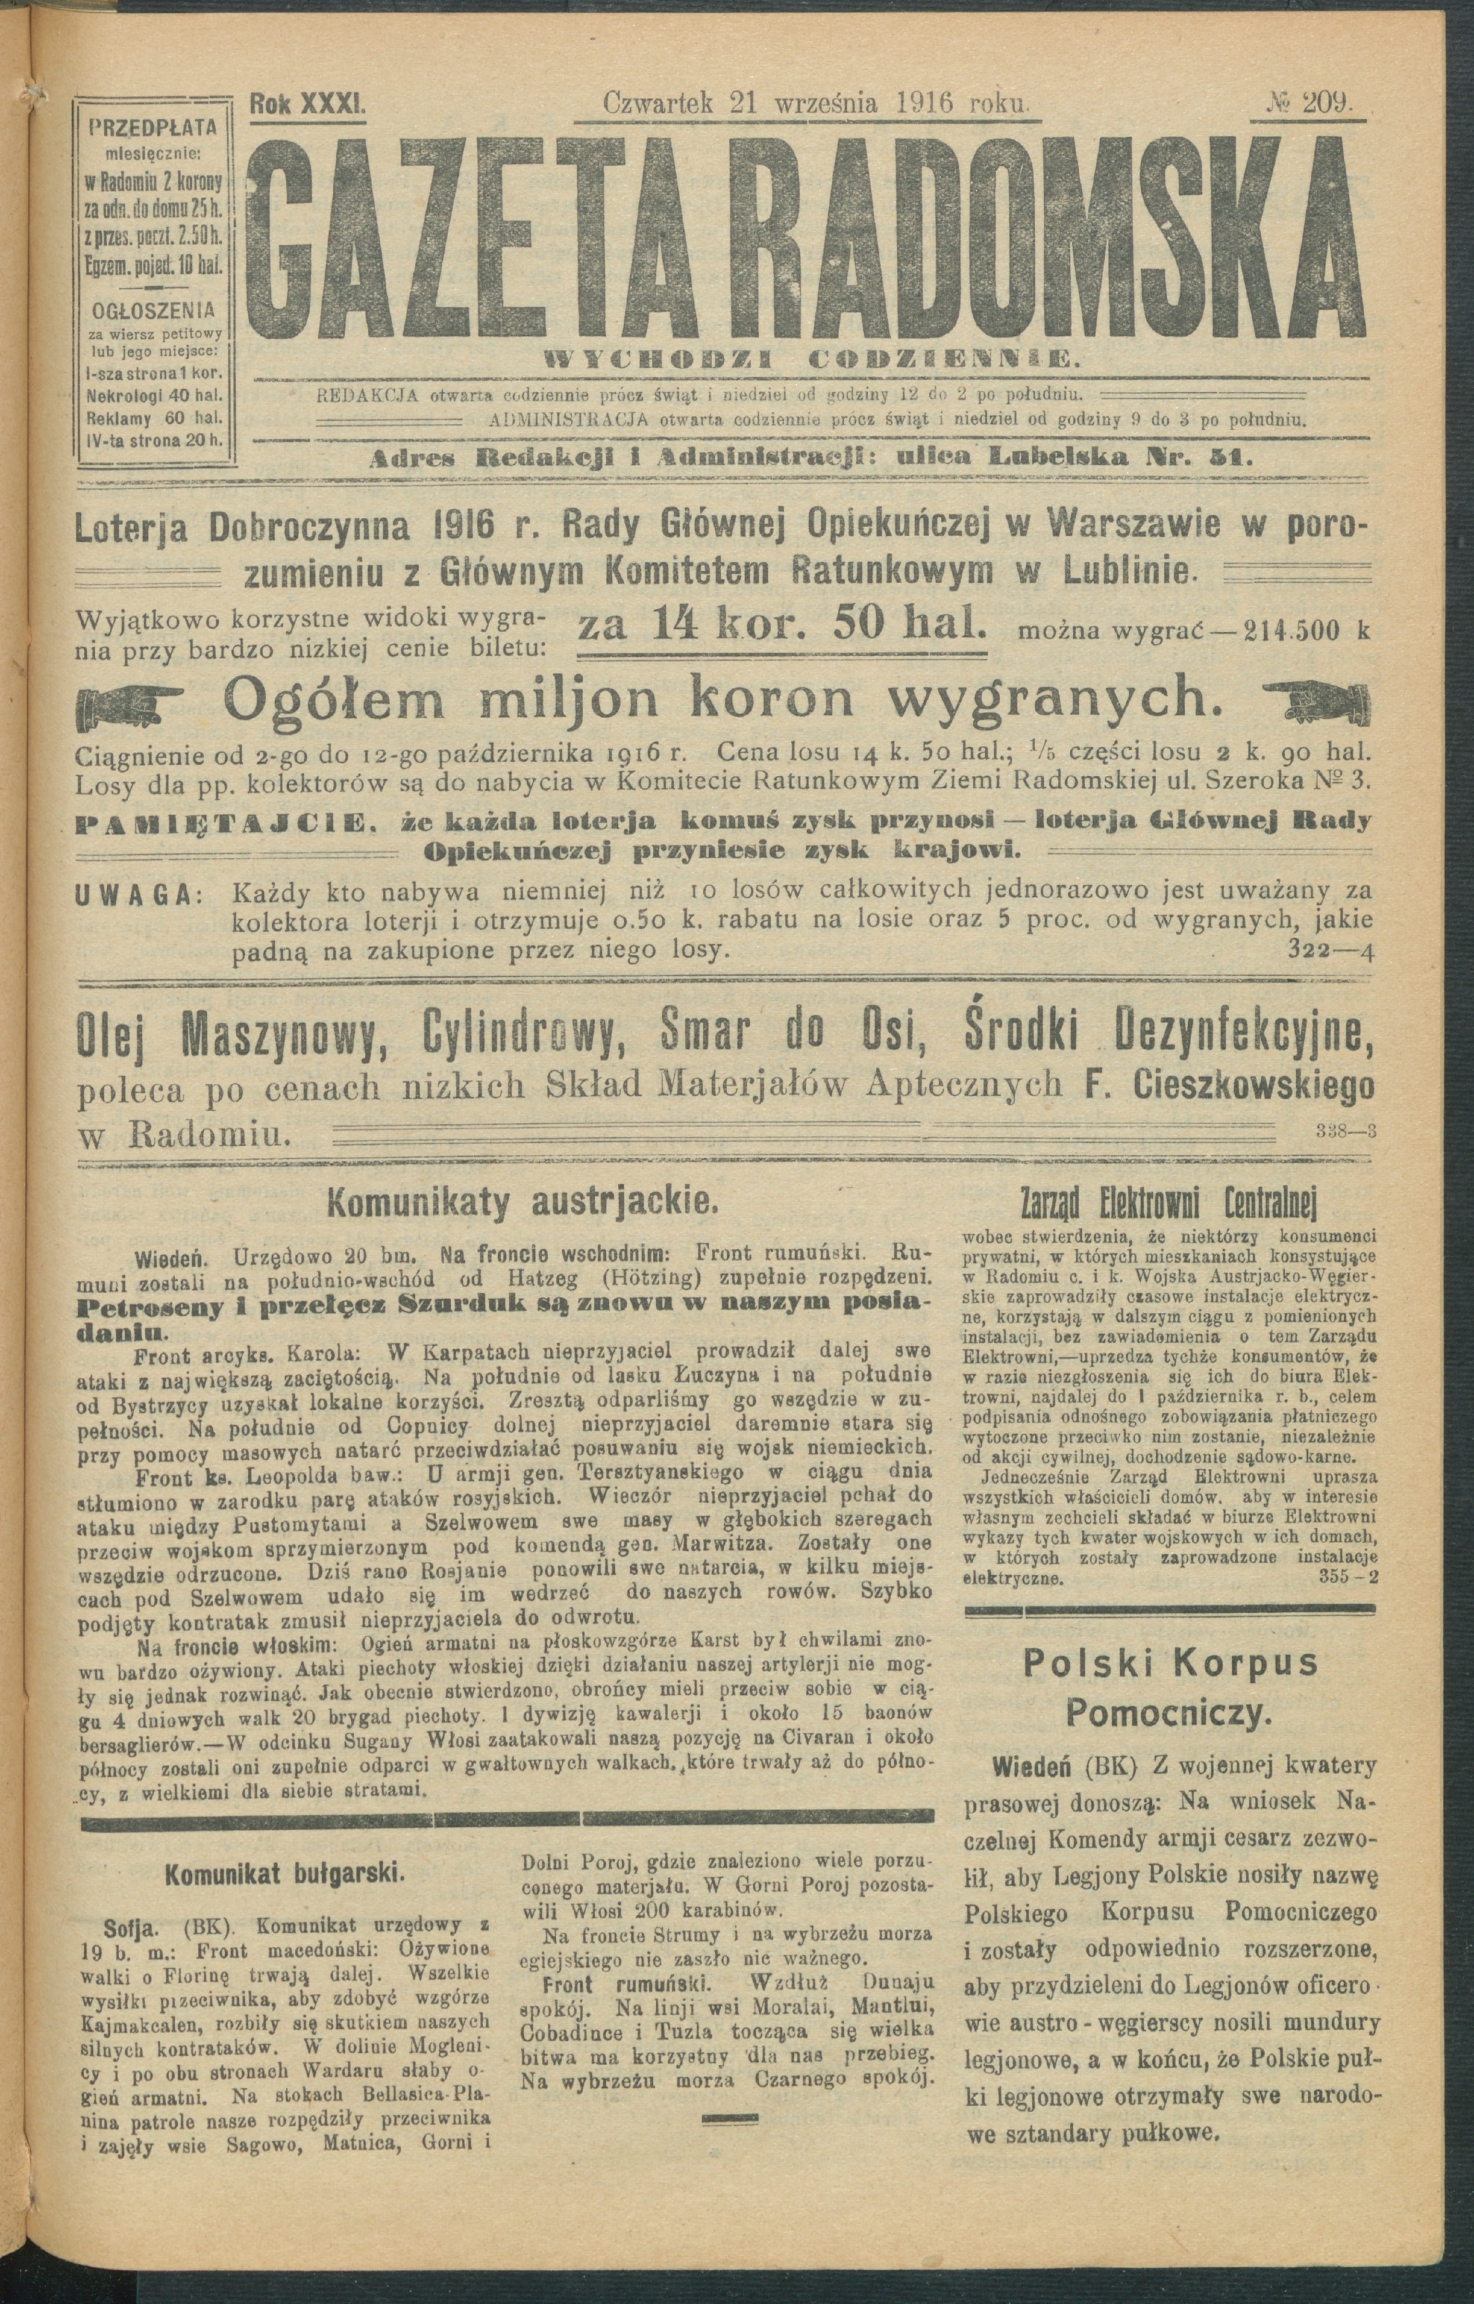 PRZEDPŁATA
miesięcznie:
w Radomiu 2 korony
za odn. do domu 25 h.
z przes. poczt. 2.50 h.
Egzem. pojed. 10 hal.
OGŁOSZENIA
za wiersz petitowy
lub jego miejsce:
I-sza strona 1 kor.
Nekrologi 40 hal.
Reklamy 60 hal.
IV-ta strona 20 h.
Rok XXXI.
Czwartek 21 września 1916 roku.
№ 209.
GAZETA RADOMSKA
WYCHODZI CODZIENNIE.
REDAKCJA otwarta codziennie prócz świąt i niedziel od godziny 12 do 2 po południu.
ADMINISTRACJA otwarta codziennie prócz świąt i niedziel od godziny 9 do 3 po południu.
Adres Redakcji i Administracji: ulica Lubelska Nr. 51.
Loterja Dobroczynna 1916 r. Rady Głównej Opiekuńczej w Warszawie w poro-
zumieniu z Głównym Komitetem Ratunkowym w Lublinie.
Wyjątkowo korzystne widoki wygra-
nia przy bardzo nizkiej cenie biletu:
za 14 kor. 50 hal.
można wygrać — 214.500 k
Ogółem miljon koron wygranych.
Ciągnienie od 2-go do 12-go października 1916 r. Cena losu 14 k. 50 hal.; 1/5 części losu 2 k. 90 hal.
Losy dla pp. kolektorów są do nabycia w Komitecie Ratunkowym Ziemi Radomskiej ul. Szeroka № 3.
PAMIĘTAJCIE, że każda loterja komuś zysk przynosi — loterja Głównej Rady
Opiekuńczej przyniesie zysk krajowi.
UWAGA: Każdy kto nabywa niemniej niż 10 losów całkowitych jednorazowo jest uważany za
kolektora loterji i otrzymuje 0.50 k. rabatu na losie oraz 5 proc. od wygranych, jakie
padną na zakupione przez niego losy. 322—4
Olej Maszynowy, Cylindrowy, Smar do Osi, Środki Dezynfekcyjne,
poleca po cenach nizkich Skład Materjałów Aptecznych F. Cieszkowskiego
w Radomiu. 338—3
Komunikaty austrjackie.
Wiedeń. Urzędowo 20 bm. Na froncie wschodnim: Front rumuński. Ru-
muni zostali na południo-wschód od Hatzeg (Hötzing) zupełnie rozpędzeni.
Petroseny i przełęcz Szurduk są znowu w naszym posia-
daniu.
Front arcyks. Karola: W Karpatach nieprzyjaciel prowadził dalej swe
ataki z największą zaciętością. Na południe od lasku Łuczyna i na południe
od Bystrzycy uzyskał lokalne korzyści. Zresztą odparliśmy go wszędzie w zu-
pełności. Na południe od Copnicy dolnej nieprzyjaciel daremnie stara się
przy pomocy masowych natarć przeciwdziałać posuwaniu się wojsk niemieckich.
Front ks. Leopolda baw.: U armji gen. Tersztyanskiego w ciągu dnia
stłumiono w zarodku parę ataków rosyjskich. Wieczór nieprzyjaciel pchał do
ataku między Pustomytami a Szelwowem swe masy w głębokich szeregach
przeciw wojskom sprzymierzonym pod komendą gen. Marwitza. Zostały one
wszędzie odrzucone. Dziś rano Rosjanie ponowili swe natarcia, w kilku miejs-
cach pod Szelwowem udało się im wedrzeć do naszych rowów. Szybko
podjęty kontratak zmusił nieprzyjaciela do odwrotu.
Na froncie włoskim: Ogień armatni na płoskowzgórze Karst był chwilami zno-
wu bardzo ożywiony. Ataki piechoty włoskiej dzięki działaniu naszej artylerji nie mog-
ły się jednak rozwinąć. Jak obecnie stwierdzono, obrońcy mieli przeciw sobie w cią-
gu 4 dniowych walk 20 brygad piechoty. 1 dywizję kawalerji i około 15 baonów
bersaglierów.—W odcinku Sugany Włosi zaatakowali naszą pozycję na Civaran i około
północy zostali oni zupełnie odparci w gwałtownych walkach, które trwały aż do półno-
cy, z wielkiemi dla siebie stratami.
Komunikat bułgarski.
Sofja. (BK). Komunikat urzędowy z
19 b. m.: Front macedoński: Ożywione
walki o Florinę trwają dalej. Wszelkie
wysiłki przeciwnika, aby zdobyć wzgórze
Kajmakcalen, rozbiły się skutkiem naszych
silnych kontrataków. W dolinie Mogleni-
cy i po obu stronach Wardaru słaby o-
gień armatni. Na stokach Bellasica-Pla-
nina patrole nasze rozpędziły przeciwnika
i zajęły wsie Sagowo, Matnica, Gorni i
Dolni Poroj, gdzie znaleziono wiele porzu-
conego materjału. W Gorni Poroj pozosta-
wili Włosi 200 karabinów.
Na froncie Strumy i na wybrzeżu morza
egiejskiego nie zaszło nic ważnego.
Front rumuński. Wzdłuż Dunaju
spokój. Na linji wsi Moralai, Mantlui,
Cobadince i Tuzla tocząca się wielka
bitwa ma korzystny dla nas przebieg.
Na wybrzeżu morza Czarnego spokój.
Zarząd Elektrowni Centralnej
wobec stwierdzenia, że niektórzy konsumenci
prywatni, w których mieszkaniach konsystujące
w Radomiu c. i k. Wojska Austrjacko-Węgier-
skie zaprowadziły czasowe instalacje elektrycz-
ne, korzystają w dalszym ciągu z pomienionych
instalacji, bez zawiadomienia o tem Zarządu
Elektrowni,—uprzedza tychże konsumentów, że
w razie niezgłoszenia się ich do biura Elek-
trowni, najdalej do 1 października r. b., celem
podpisania odnośnego zobowiązania płatniczego
wytoczone przeciwko nim zostanie, niezależnie
od akcji cywilnej, dochodzenie sądowo-karne.
Jednecześnie Zarząd Elektrowni uprasza
wszystkich właścicieli domów, aby w interesie
własnym zechcieli składać w biurze Elektrowni
wykazy tych kwater wojskowych w ich domach,
w których zostały zaprowadzone instalacje
elektryczne. 355-2
Polski Korpus
Pomocniczy.
Wiedeń (BK) Z wojennej kwatery
prasowej donoszą: Na wniosek Na-
czelnej Komendy armji cesarz zezwo-
lił, aby Legjony Polskie nosiły nazwę
Polskiego Korpusu Pomocniczego
i zostały odpowiednio rozszerzone,
aby przydzieleni do Legjonów oficero-
wie austro-węgierscy nosili mundury
legjonowe, a w końcu, że Polskie puł-
ki legjonowe otrzymały swe narodo-
we sztandary pułkowe.